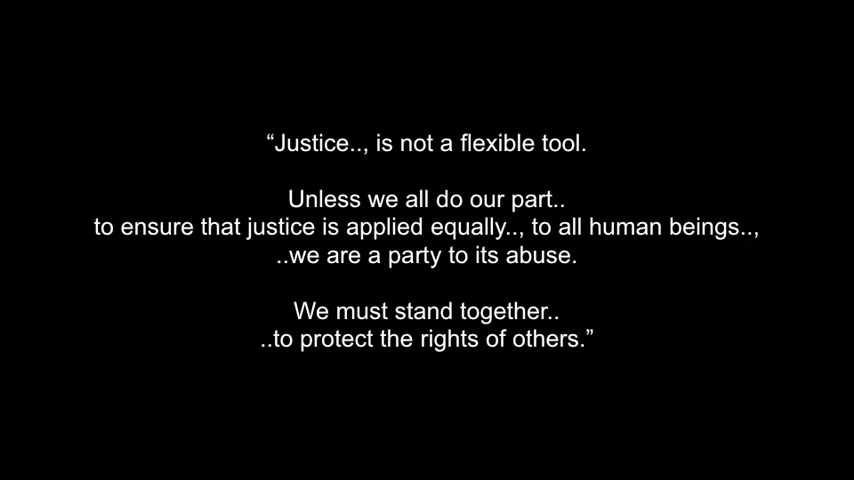 “Justice.., is not a flexible tool.
Unless we all do our part..
to ensure that justice is applied equally.., to all human beings..,
..we are a party to its abuse.
We must stand together..
..to protect the rights of others.”